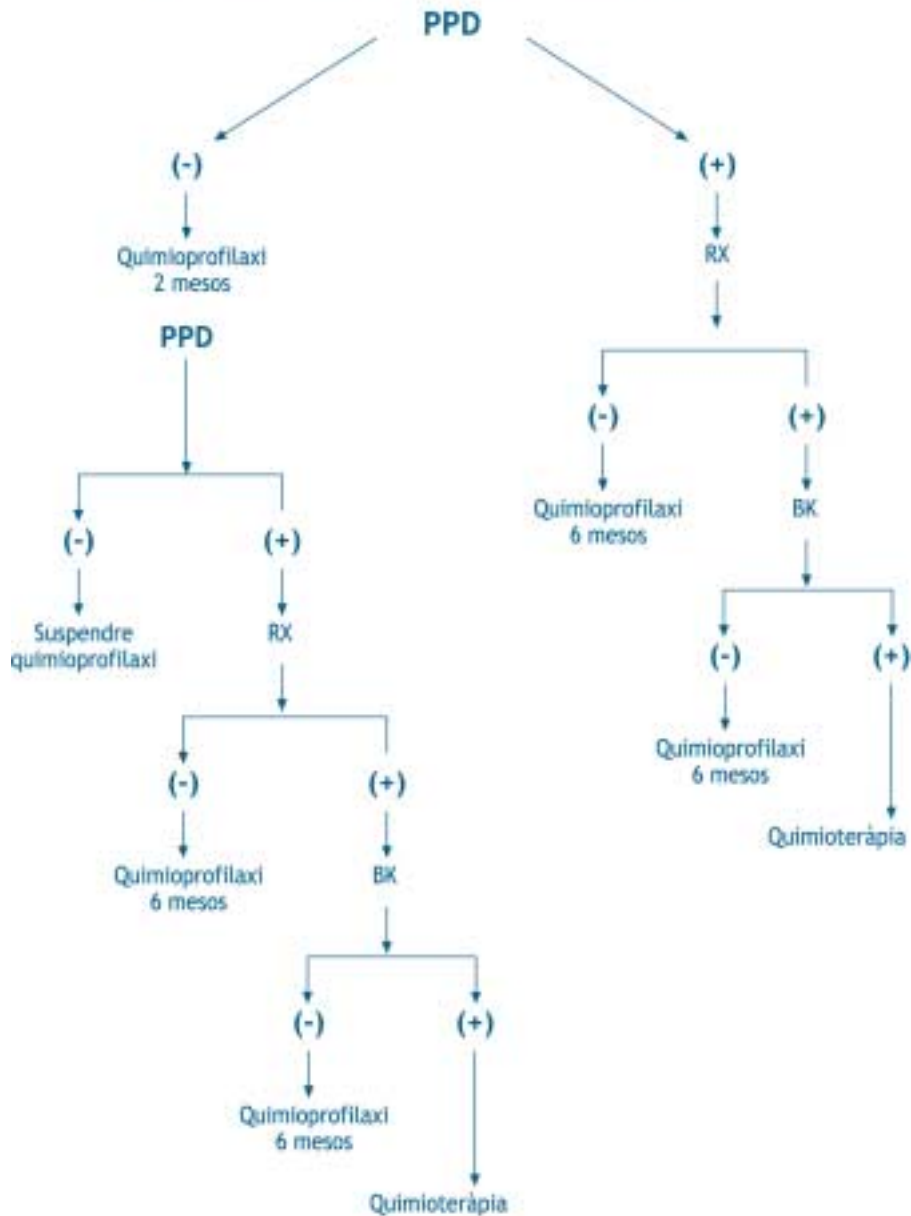 PPD
(-)
Quimioprofilaxi
2 mesos
PPD
(-)
Suspendre
quimioprofilaxi
(+)
RX
(-)
Quimioprofilaxi
6 mesos
(+)
BK
(-)
Quimioprofilaxi
6 mesos
(+)
Quimioteràpia
(+)
RX
(-)
Quimioprofilaxi
6 mesos
(+)
BK
(-)
Quimioprofilaxi
6 mesos
(+)
Quimioteràpia